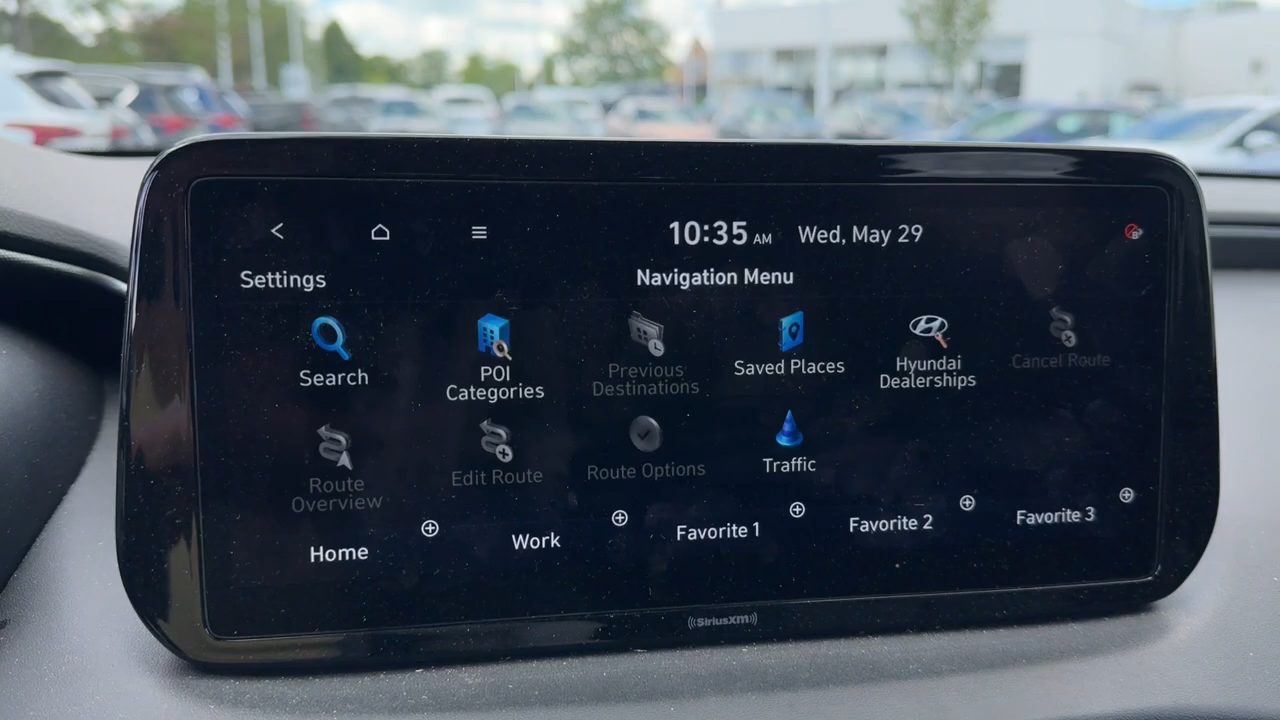 10:35 AM Wed, May 29
Settings
Navigation Menu
Search
POI
Categories
Previous
Destinations
Saved Places
Hyundai
Dealerships
Cancel Route
Route
Overview
Edit Route
Route Options
Traffic
Home
Work
Favorite 1
Favorite 2
Favorite 3
((SiriusXM))